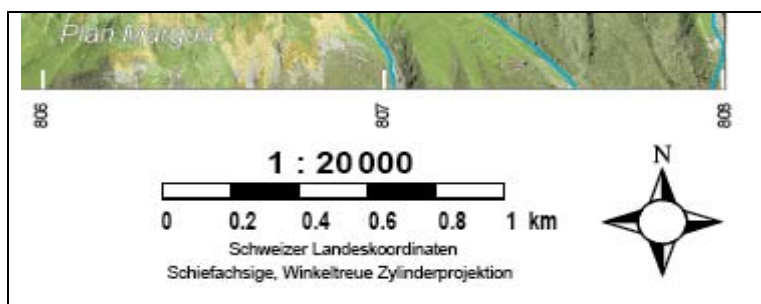 Plan Murgun
806 807 808
1 : 20 000
N
0 0.2 0.4 0.6 0.8 1 km
Schweizer Landeskoordinaten
Schiefachsige, Winkeltreue Zylinderprojektion